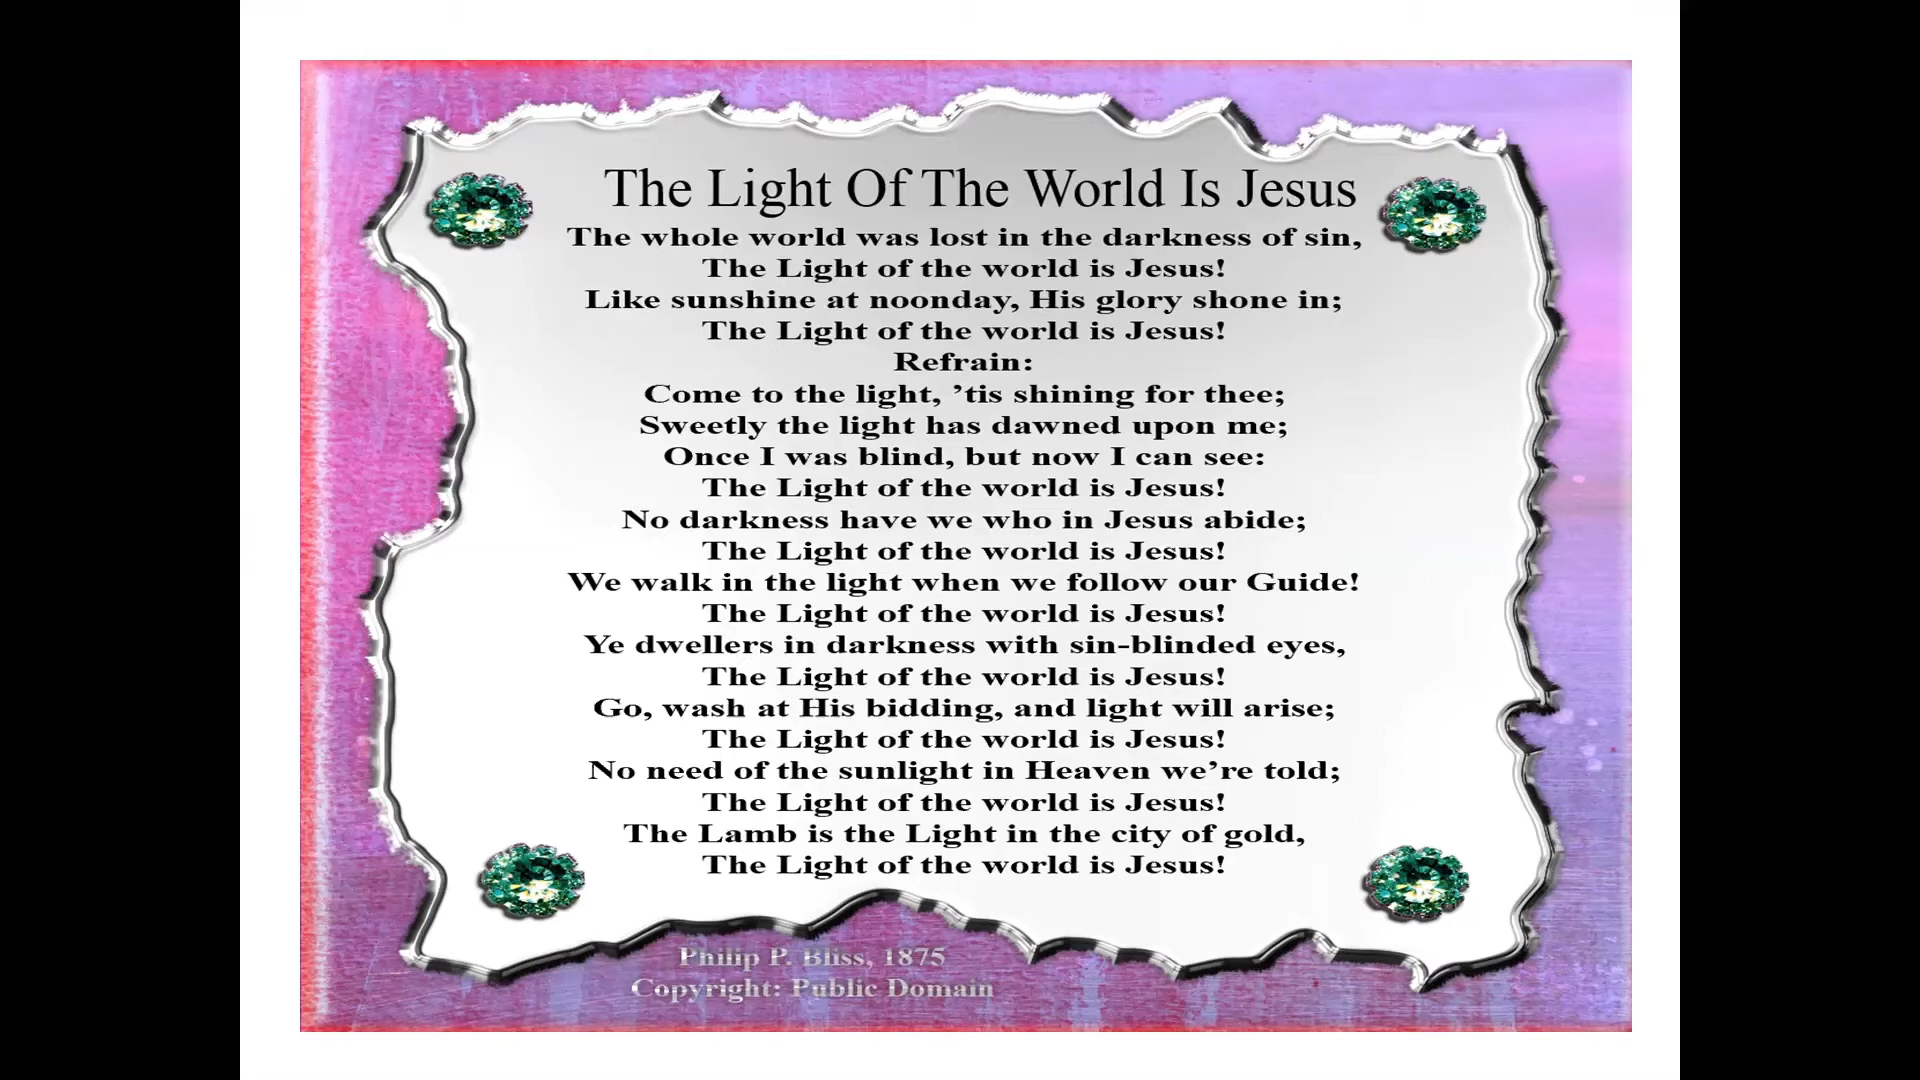 The Light Of The World Is Jesus
The whole world was lost in the darkness of sin,
The Light of the world is Jesus!
Like sunshine at noonday, His glory shone in;
The Light of the world is Jesus!
Refrain:
Come to the light, ’tis shining for thee;
Sweetly the light has dawned upon me;
Once I was blind, but now I can see:
The Light of the world is Jesus!
No darkness have we who in Jesus abide;
The Light of the world is Jesus!
We walk in the light when we follow our Guide!
The Light of the world is Jesus!
Ye dwellers in darkness with sin-blinded eyes,
The Light of the world is Jesus!
Go, wash at His bidding, and light will arise;
The Light of the world is Jesus!
No need of the sunlight in Heaven we’re told;
The Light of the world is Jesus!
The Lamb is the Light in the city of gold,
The Light of the world is Jesus!
Philip P. Bliss, 1875
Copyright: Public Domain